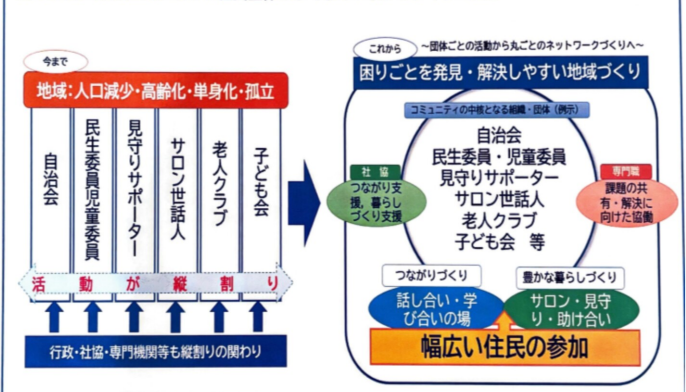 今まで
地域:人口減少・高齢化・単身化・孤立
自治会
民生委員児童委員
見守りサポーター
サロン世話人
老人クラブ
子ども会
活動が縦割り
行政・社協・専門機関等も縦割りの関わり
これから
～団体ごとの活動から丸ごとのネットワークづくりへ～
困りごとを発見・解決しやすい地域づくり
コミュニティの中核となる組織・団体(例示)
自治会
民生委員・児童委員
見守りサポーター
サロン世話人
老人クラブ
子ども会 等
社協
つながり支
援，暮らし
づくり支援
専門職
課題の共
有・解決に
向けた協働
つながりづくり
話し合い・学
び合いの場
豊かな暮らしづくり
サロン・見守
り・助け合い
幅広い住民の参加